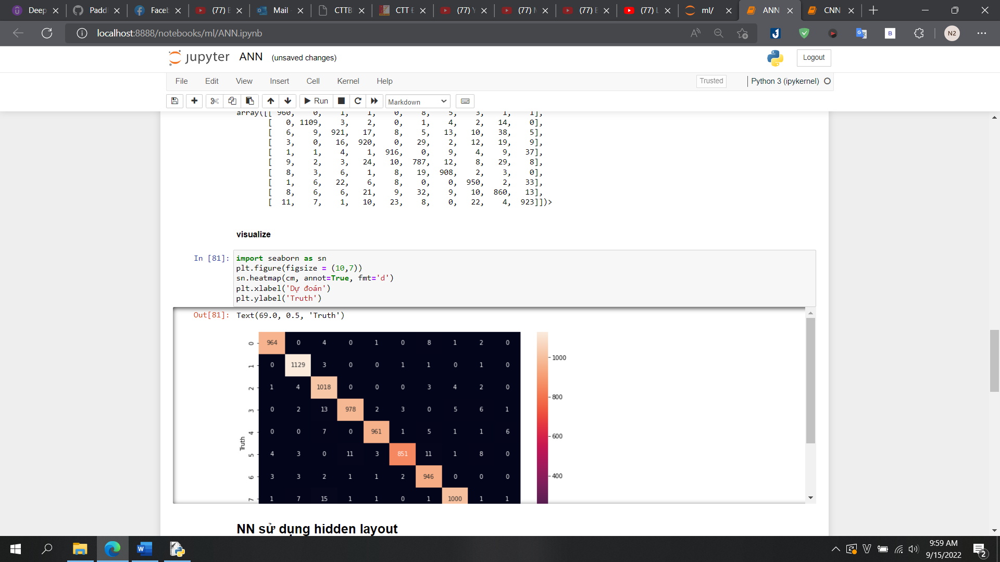 Deep
Padd
Faceb
(77) E
Mail -
CTTB
CTT Đ
(77) Y
(77) M
(77) E
(77) L
ml/
ANN
CNN
localhost:8888/notebooks/ml/ANN.ipynb
N2
jupyter ANN (unsaved changes)
Logout
File Edit View Insert Cell Kernel Help
Trusted
Python 3 (ipykernel)
Run
Markdown
array([[ 960, 0, 1, 1, 0, 8, 5, 3, 1, 1],
[ 0, 1109, 3, 2, 0, 1, 4, 2, 14, 0],
[ 6, 9, 921, 17, 8, 5, 13, 10, 38, 5],
[ 3, 0, 16, 920, 0, 29, 2, 12, 19, 9],
[ 1, 1, 4, 1, 916, 0, 9, 4, 9, 37],
[ 9, 2, 3, 24, 10, 787, 12, 8, 29, 8],
[ 8, 3, 6, 1, 8, 19, 908, 2, 3, 0],
[ 1, 6, 22, 6, 8, 0, 0, 950, 2, 33],
[ 8, 6, 6, 21, 9, 32, 9, 10, 860, 13],
[ 11, 7, 1, 10, 23, 8, 0, 22, 4, 923]])>
visualize
In [81]: import seaborn as sn
plt.figure(figsize = (10,7))
sn.heatmap(cm, annot=True, fmt='d')
plt.xlabel('Dự đoán')
plt.ylabel('Truth')
Out[81]: Text(69.0, 0.5, 'Truth')
0 964 0 4 0 1 0 8 1 2 0
1 0 1129 3 0 0 1 1 0 1 0
2 1 4 1018 0 0 0 3 4 2 0
3 0 2 13 978 2 3 0 5 6 1
4 0 0 7 0 961 1 5 1 1 6
5 4 3 0 11 3 851 11 1 8 0
6 3 3 2 1 1 2 946 0 0 0
7 1 7 15 1 1 0 1 1000 1 1
Truth
1000
800
600
400
NN sử dụng hidden layout
9:59 AM
9/15/2022
2